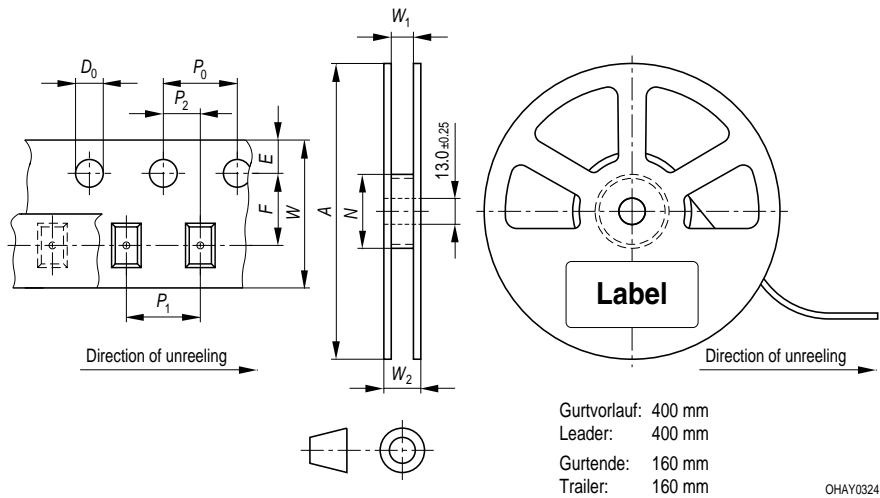 W1
D0
P0
P2
E
F
W
A
N
13.0 ±0.25
P1
Label
W2
Direction of unreeling
Direction of unreeling
Gurtvorlauf: 400 mm
Leader: 400 mm
Gurtende: 160 mm
Trailer: 160 mm
OHAY0324